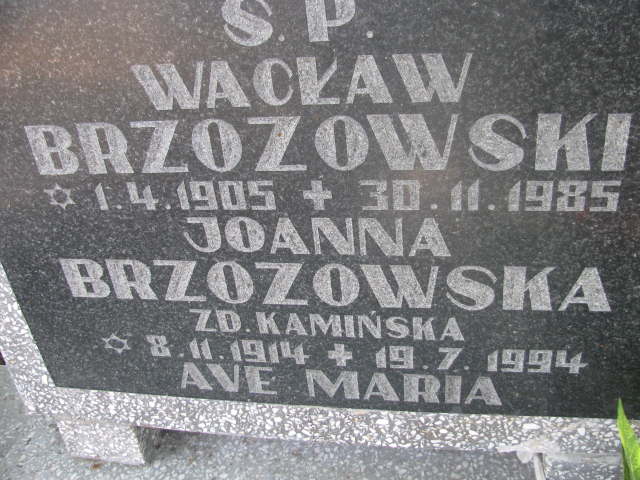 Ś. P.
WACŁAW
BRZOZOWSKI
✡ 1.4.1905 ✝ 30.11.1985
JOANNA
BRZOZOWSKA
ZD. KAMIŃSKA
✡ 8.11.1914 ✝ 19.7.1994
AVE MARIA